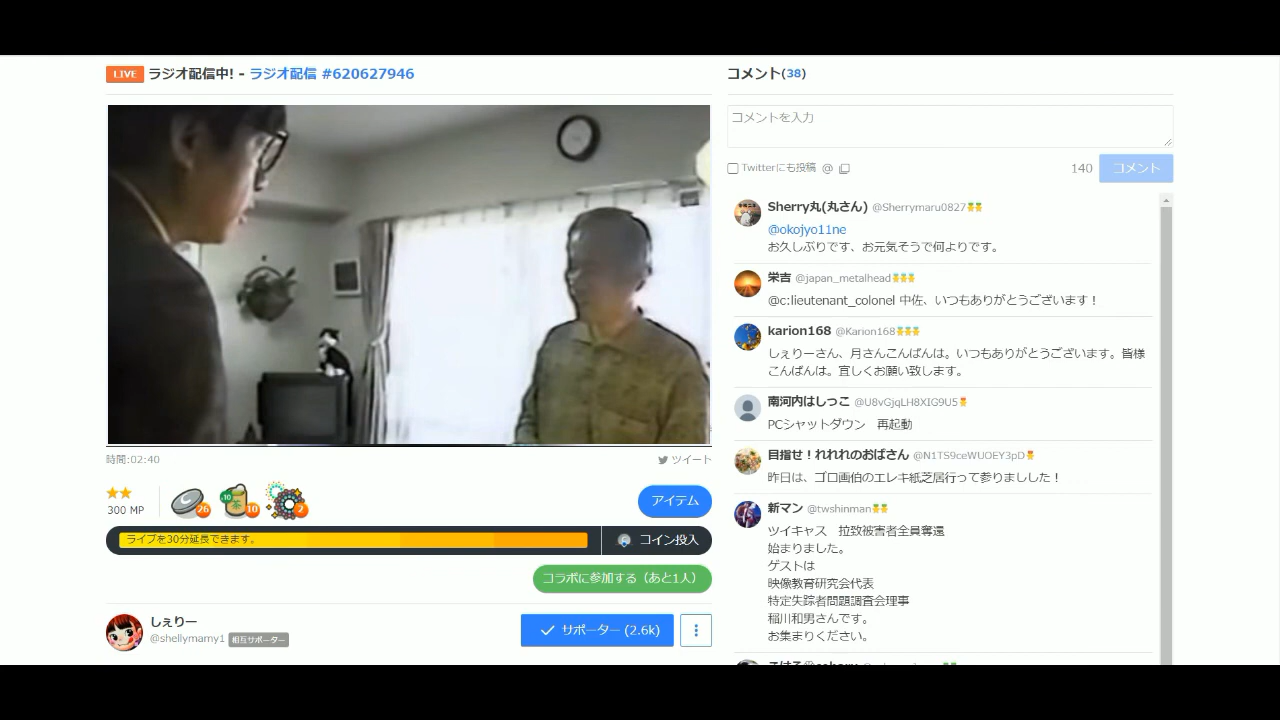 LIVE ラジオ配信中! - ラジオ配信 #620627946
時間:02:40
ツイート
300 MP
26
+10
茶
10
2
アイテム
ライブを30分延長できます。
コイン投入
コラボに参加する（あと1人）
しぇりー
@shellymamy1 相互サポーター
サポーター (2.6k)
コメント(38)
コメントを入力
Twitterにも投稿 @
140
コメント
Sherry丸(丸さん) @Sherrymaru0827
@okojyo11ne
お久しぶりです、お元気そうで何よりです。
栄吉 @japan_metalhead
@c:lieutenant_colonel 中佐、いつもありがとうございます！
karion168 @Karion168
しぇりーさん、月さんこんばんは。いつもありがとうございます。皆様
こんばんは。宜しくお願い致します。
南河内はしっこ @U8vGjqLH8XIG9U5
PCシャットダウン　再起動
目指せ！れれれのおばさん @N1TS9ceWUOEY3pD
昨日は、ゴロ画伯のエレキ紙芝居行って参りましました！
新マン @twshinman
ツイキャス　拉致被害者全員奪還
始まりました。
ゲストは
映像教育研究会代表
特定失踪者問題調査会理事
稲川和男さんです。
お集まりください。